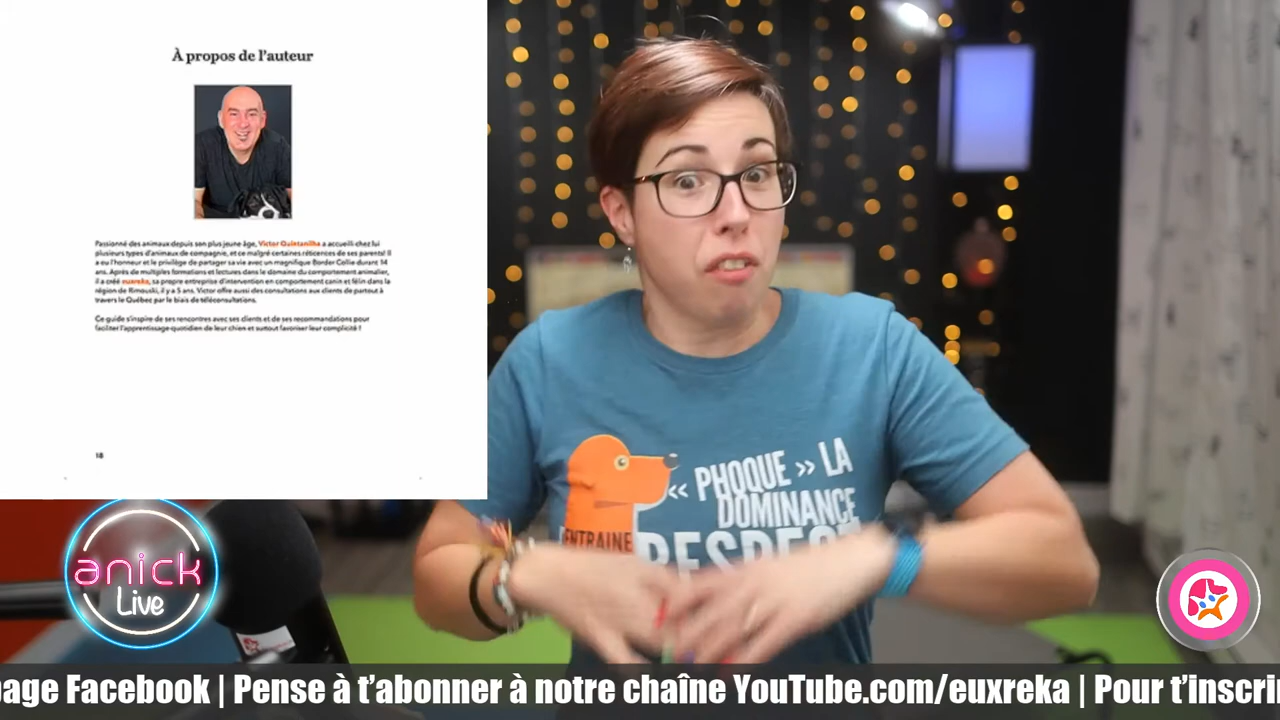 À propos de l'auteur
Passionné des animaux depuis son plus jeune âge, Victor Quintanilha a accueilli chez lui
plusieurs types d'animaux de compagnie, et ce malgré certaines réticences de ses parents! Il
a eu l'honneur et le privilège de partager sa vie avec un magnifique Border Collie durant 14
ans. Après de multiples formations et lectures dans le domaine du comportement animalier,
il a créé euxreka, sa propre entreprise d'intervention en comportement canin et félin dans la
région de Rimouski, il y a 5 ans. Victor offre aussi des consultations aux clients de partout à
travers le Québec par le biais de téléconsultations.
Ce guide s'inspire de ses rencontres avec ses clients et de ses recommandations pour
faciliter l'apprentissage quotidien de leur chien et surtout favoriser leur complicité !
18
« PHOQUE » LA
DOMINANCE
ENTRAINE
RESPECT
anick
Live
page Facebook | Pense à t'abonner à notre chaîne YouTube.com/euxreka | Pour t'inscri